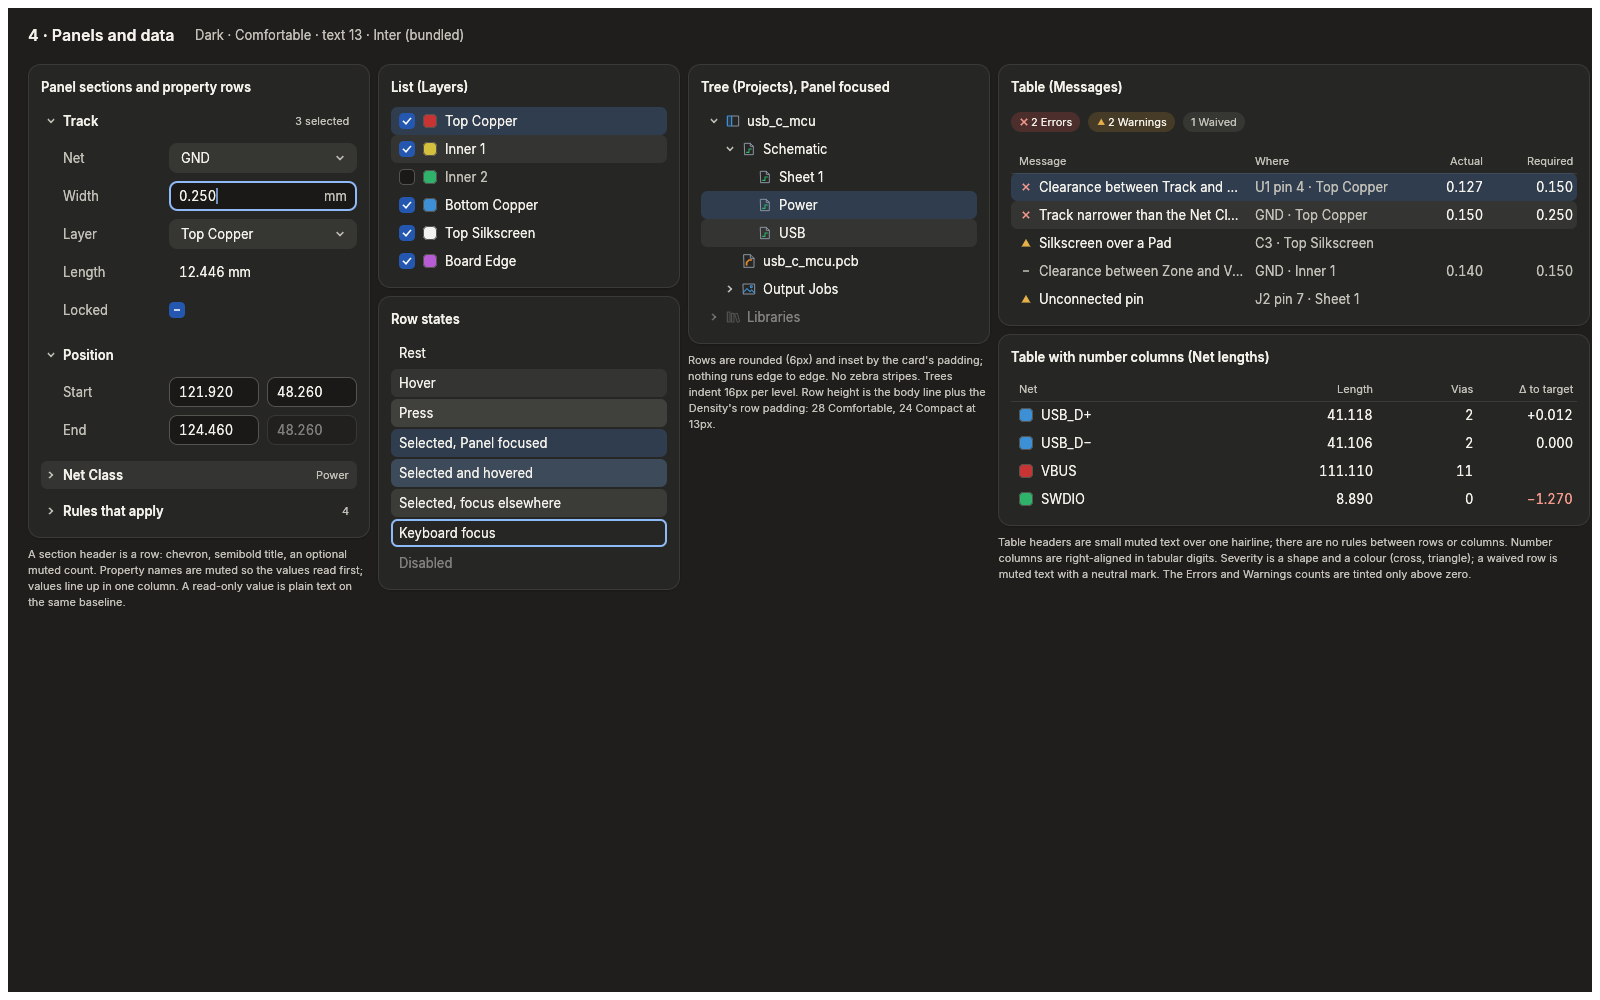 4 · Panels and data
Dark · Comfortable · text 13 · Inter (bundled)
Panel sections and property rows
Track
3 selected
Net
GND
Width
0.250
mm
Layer
Top Copper
Length
12.446 mm
Locked
Position
Start
121.920
48.260
End
124.460
48.260
Net Class
Power
Rules that apply
4
A section header is a row: chevron, semibold title, an optional
muted count. Property names are muted so the values read first;
values line up in one column. A read-only value is plain text on
the same baseline.
List (Layers)
Top Copper
Inner 1
Inner 2
Bottom Copper
Top Silkscreen
Board Edge
Row states
Rest
Hover
Press
Selected, Panel focused
Selected and hovered
Selected, focus elsewhere
Keyboard focus
Disabled
Tree (Projects), Panel focused
usb_c_mcu
Schematic
Sheet 1
Power
USB
usb_c_mcu.pcb
Output Jobs
Libraries
Rows are rounded (6px) and inset by the card's padding;
nothing runs edge to edge. No zebra stripes. Trees
indent 16px per level. Row height is the body line plus the
Density's row padding: 28 Comfortable, 24 Compact at
13px.
Table (Messages)
2 Errors
2 Warnings
1 Waived
Message Where Actual Required
Clearance between Track and ... U1 pin 4 · Top Copper 0.127 0.150
Track narrower than the Net Cl... GND · Top Copper 0.150 0.250
Silkscreen over a Pad C3 · Top Silkscreen
Clearance between Zone and V... GND · Inner 1 0.140 0.150
Unconnected pin J2 pin 7 · Sheet 1
Table with number columns (Net lengths)
Net Length Vias Δ to target
USB_D+ 41.118 2 +0.012
USB_D− 41.106 2 0.000
VBUS 111.110 11
SWDIO 8.890 0 −1.270
Table headers are small muted text over one hairline; there are no rules between rows or columns. Number
columns are right-aligned in tabular digits. Severity is a shape and a colour (cross, triangle); a waived row is
muted text with a neutral mark. The Errors and Warnings counts are tinted only above zero.